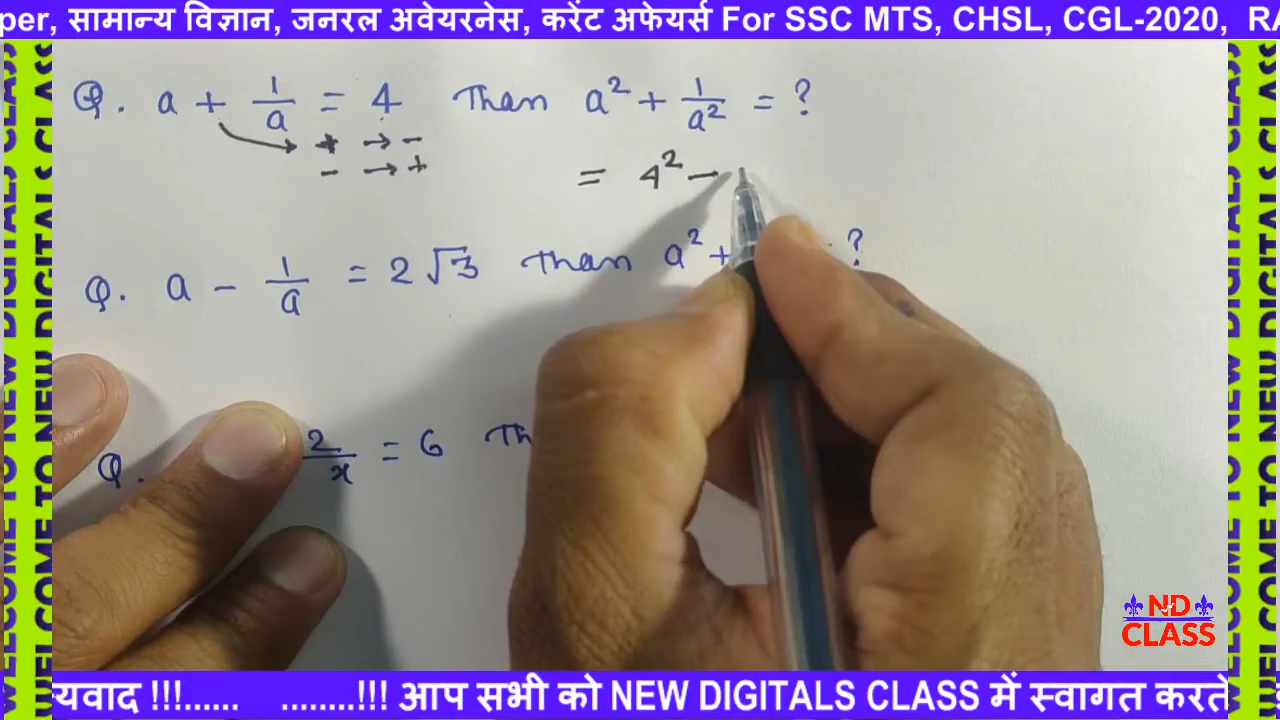 per, सामान्य विज्ञान, जनरल अवेयरनेस, करेंट अफेयर्स For SSC MTS, CHSL, CGL-2020, RA
Q. a + 1/a = 4 Than a² + 1/a² = ?
+ → -
- → +
= 4² -
Q. a - 1/a = 2√3 Than a² + ?
Q. 2/x = 6 Th
WELCOME TO NEW DIGITALS CLASS
ND
CLASS
यवाद !!!...... ........!!! आप सभी को NEW DIGITALS CLASS में स्वागत करते